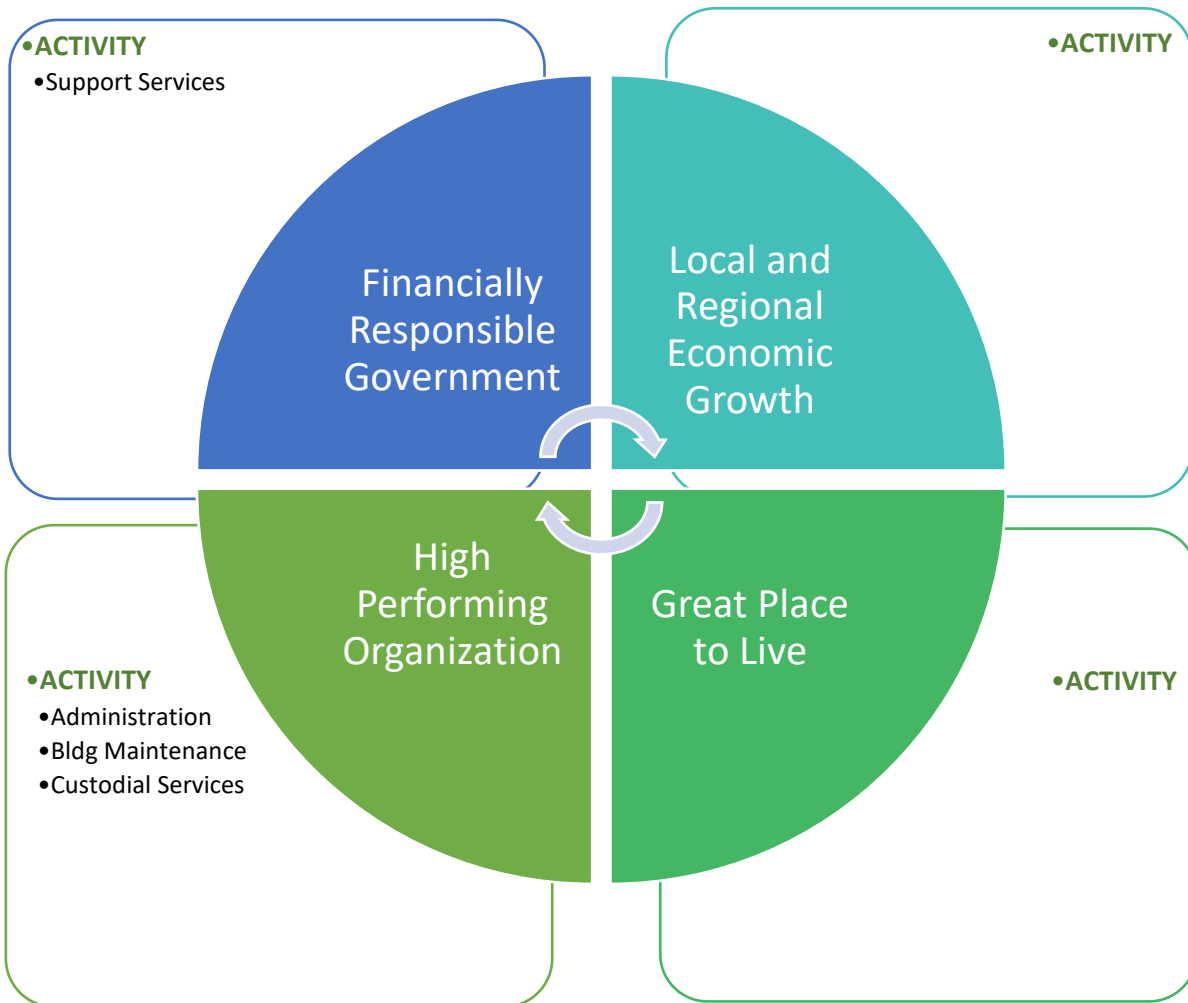 •ACTIVITY
•Support Services
•ACTIVITY
Financially
Responsible
Government
Local and
Regional
Economic
Growth
High
Performing
Organization
Great Place
to Live
•ACTIVITY
•Administration
•Bldg Maintenance
•Custodial Services
•ACTIVITY